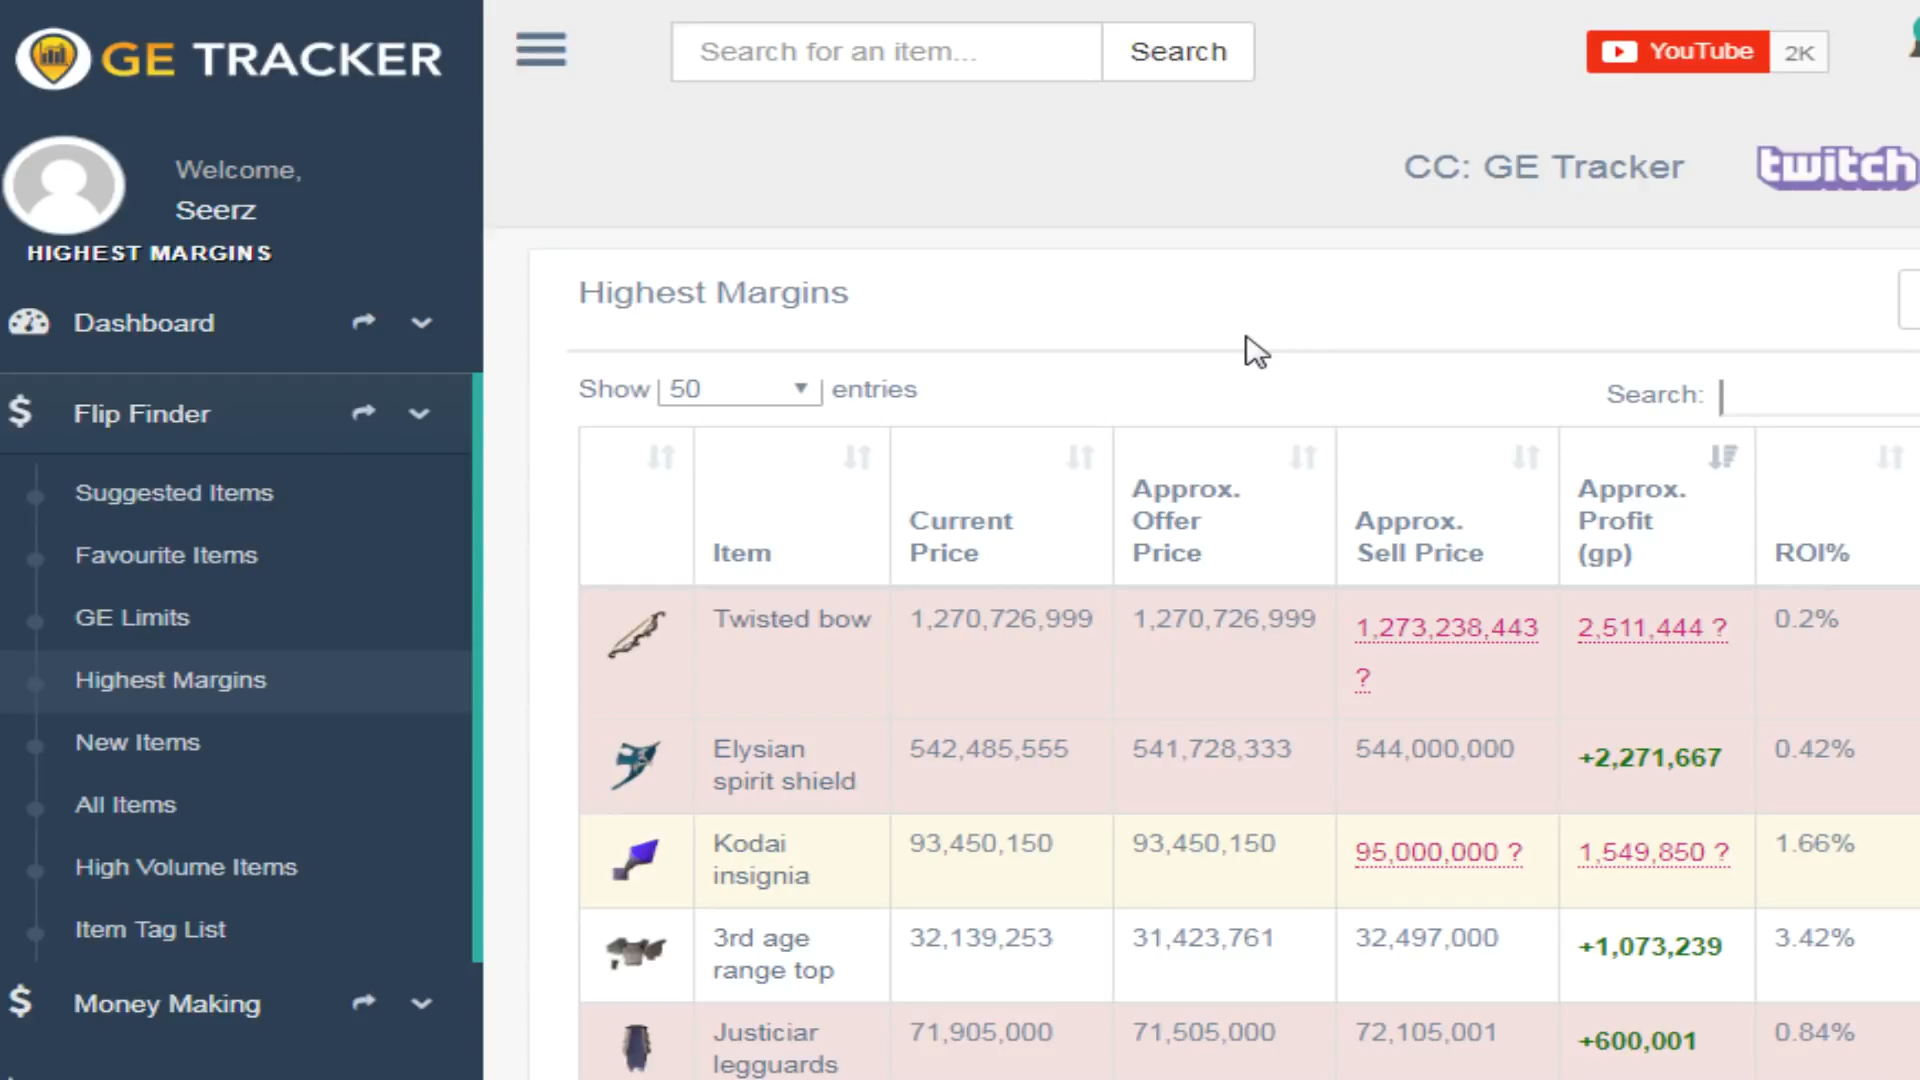 GE TRACKER
Search for an item...
Search
YouTube
2K
CC: GE Tracker
twitch
Welcome,
Seerz
HIGHEST MARGINS
Dashboard
Flip Finder
Suggested Items
Favourite Items
GE Limits
Highest Margins
New Items
All Items
High Volume Items
Item Tag List
Money Making
Highest Margins
Show 50 entries
Search:
Item
Current
Price
Approx.
Offer
Price
Approx.
Sell Price
Approx.
Profit
(gp)
ROI%
Twisted bow 1,270,726,999 1,270,726,999 1,273,238,443 2,511,444 ? 0.2%
?
Elysian 542,485,555 541,728,333 544,000,000 +2,271,667 0.42%
spirit shield
Kodai 93,450,150 93,450,150 95,000,000 ? 1,549,850 ? 1.66%
insignia
3rd age 32,139,253 31,423,761 32,497,000 +1,073,239 3.42%
range top
Justiciar 71,905,000 71,505,000 72,105,001 +600,001 0.84%
legguards